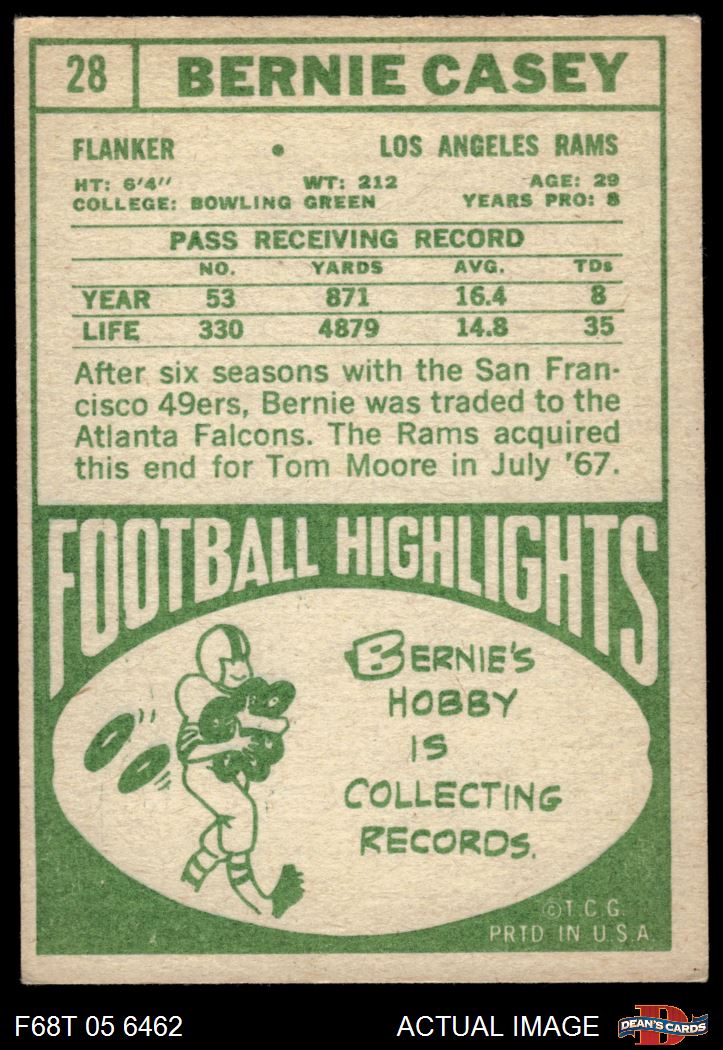 28 BERNIE CASEY
FLANKER • LOS ANGELES RAMS
HT: 6'4" WT: 212 AGE: 29
COLLEGE: BOWLING GREEN YEARS PRO: 8
PASS RECEIVING RECORD
NO. YARDS AVG. TDs
YEAR 53 871 16.4 8
LIFE 330 4879 14.8 35
After six seasons with the San Fran-
cisco 49ers, Bernie was traded to the
Atlanta Falcons. The Rams acquired
this end for Tom Moore in July '67.
FOOTBALL HIGHLIGHTS
BERNIE'S
HOBBY
IS
COLLECTING
RECORDS.
© T.C.G.
PRTD IN U.S.A.
F68T 05 6462 ACTUAL IMAGE DEAN'S CARDS